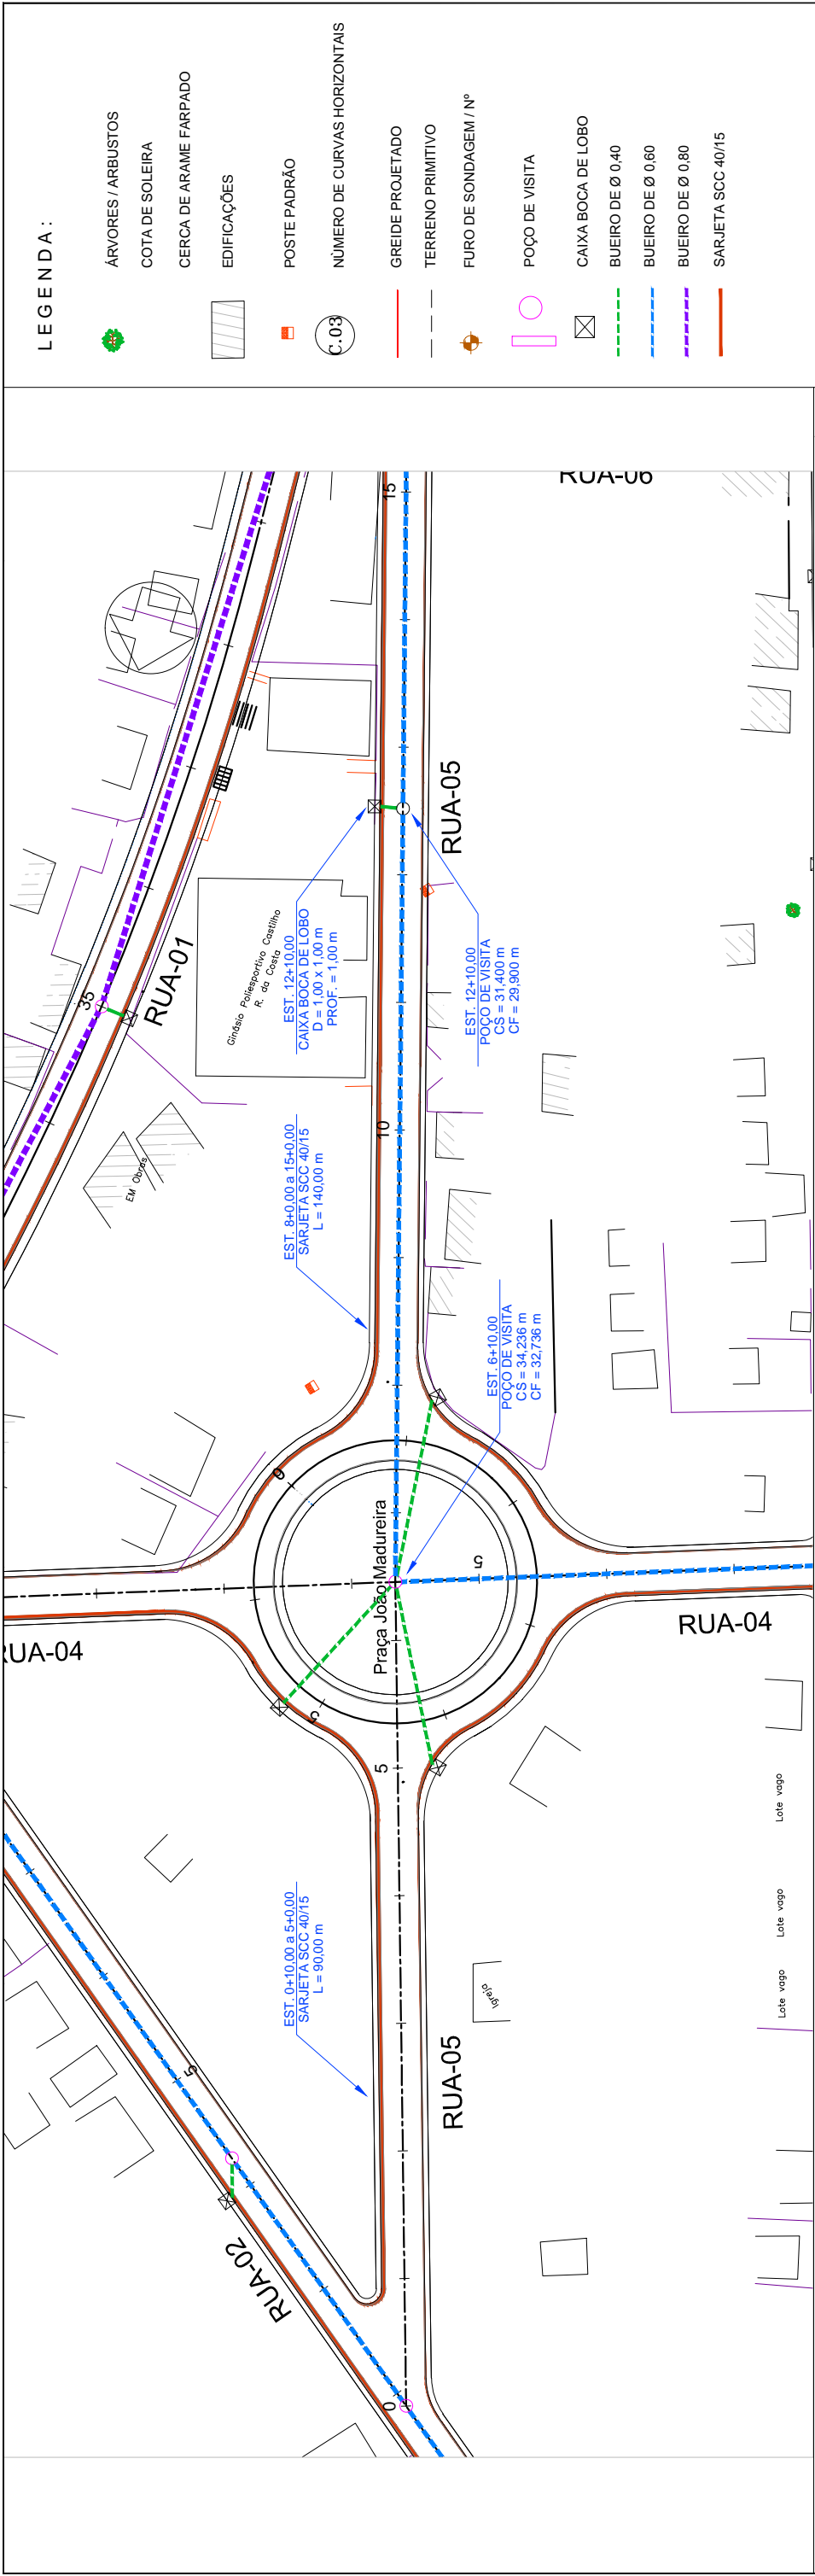 LEGENDA:
ÁRVORES / ARBUSTOS
COTA DE SOLEIRA
CERCA DE ARAME FARPADO
EDIFICAÇÕES
POSTE PADRÃO
C.03
NÚMERO DE CURVAS HORIZONTAIS
GREIDE PROJETADO
TERRENO PRIMITIVO
FURO DE SONDAGEM / Nº
POÇO DE VISITA
CAIXA BOCA DE LOBO
BUEIRO DE Ø 0,40
BUEIRO DE Ø 0,60
BUEIRO DE Ø 0,80
SARJETA SCC 40/15
RUA-06
15
RUA-05
35
RUA-01
Ginásio Poliesportivo Castilho
R. da Costa
EST. 12+10,00
CAIXA BOCA DE LOBO
D = 1,00 x 1,00 m
PROF. = 1,00 m
EST. 12+10,00
POÇO DE VISITA
CS = 31,400 m
CF = 29,900 m
EM Obras
10
EST. 8+0,00 a 15+0,00
SARJETA SCC 40/15
L = 140,00 m
EST. 6+10,00
POÇO DE VISITA
CS = 34,236 m
CF = 32,736 m
0
5
Praça João Madureira
RUA-04
RUA-04
5
5
EST. 0+10,00 a 5+0,00
SARJETA SCC 40/15
L = 90,00 m
Lote vago
Lote vago
Lote vago
Igreja
5
RUA-05
RUA-02
0